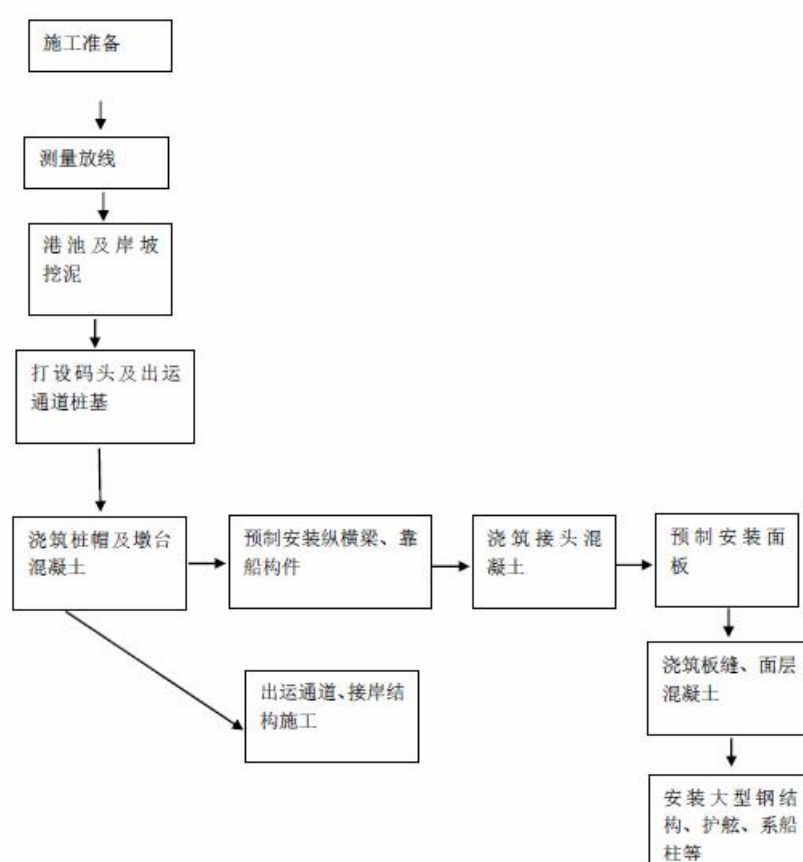 施工准备
测量放线
港池及岸坡
挖泥
打设码头及出运
通道桩基
浇筑桩帽及墩台
混凝土
预制安装纵横梁、靠
船构件
浇筑接头混
凝土
预制安装面
板
出运通道、接岸结
构施工
浇筑板缝、面层
混凝土
安装大型钢结
构、护舷、系船
柱等